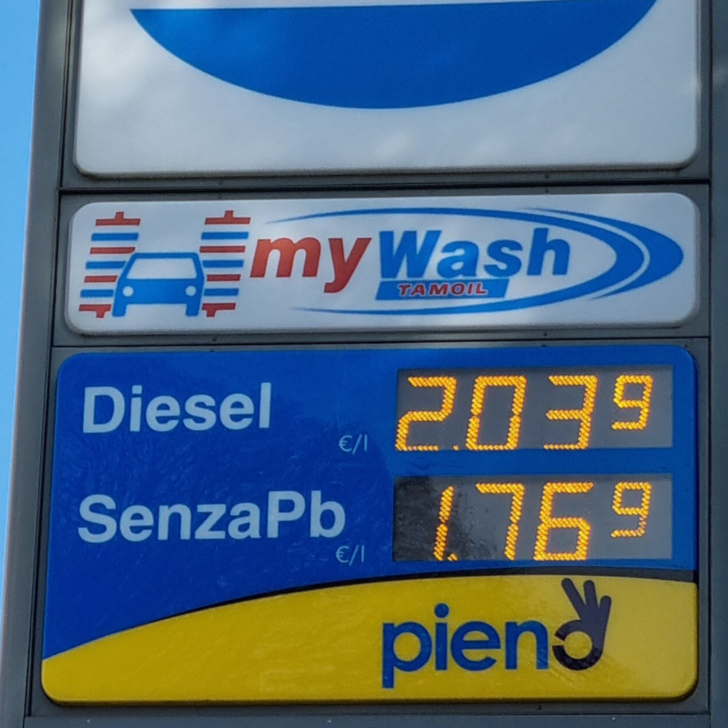 myWash
TAMOIL
Diesel
€/l
2.039
SenzaPb
€/l
1.769
pieno